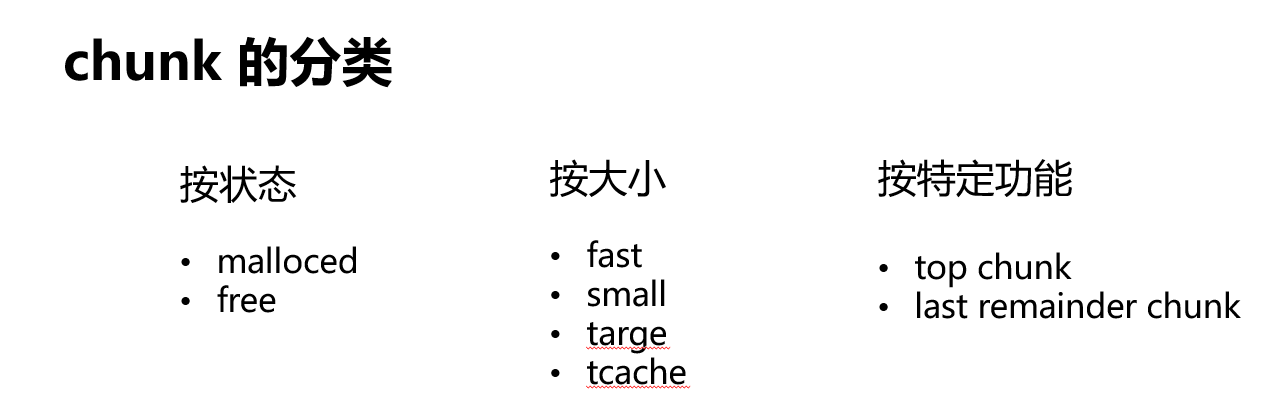 chunk 的分类
按状态
• malloced
• free
按大小
• fast
• small
• targe
• tcache
按特定功能
• top chunk
• last remainder chunk